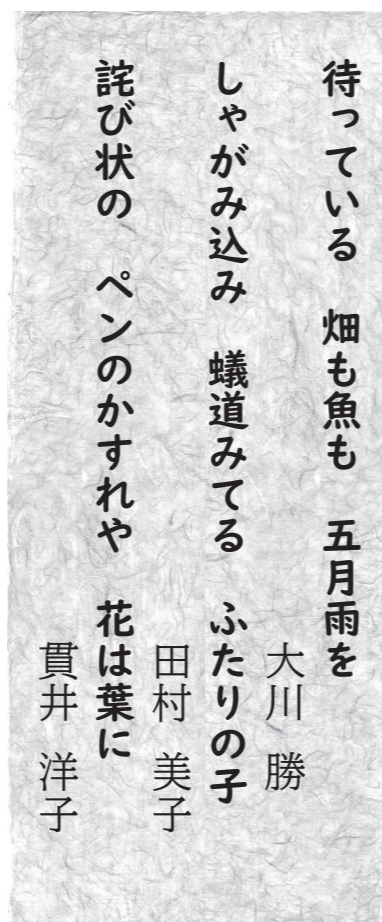 待っている　畑も魚も　五月雨を
大川　勝
しゃがみ込み　蟻道みてる　ふたりの子
田村　美子
詫び状の　ペンのかすれや　花は葉に
貫井　洋子